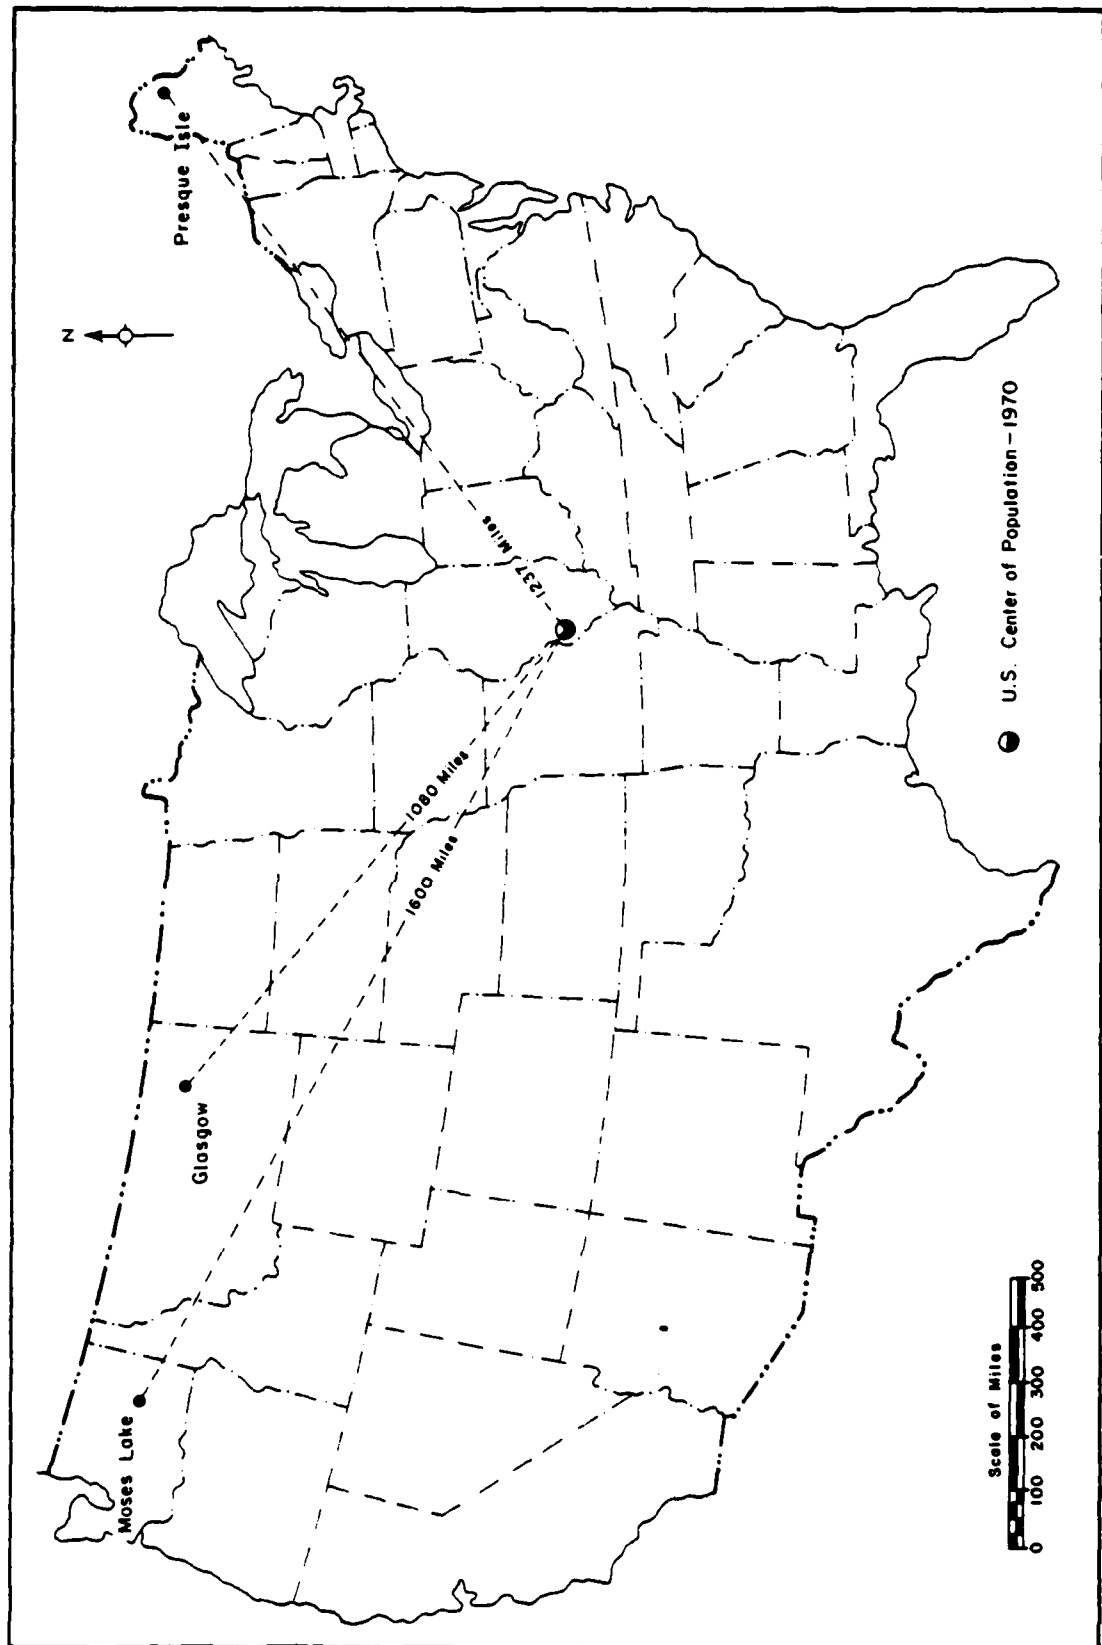 N
Presque Isle
Glasgow
Moses Lake
1237 Miles
1080 Miles
1600 Miles
U.S. Center of Population—1970
Scale of Miles
0 100 200 300 400 500